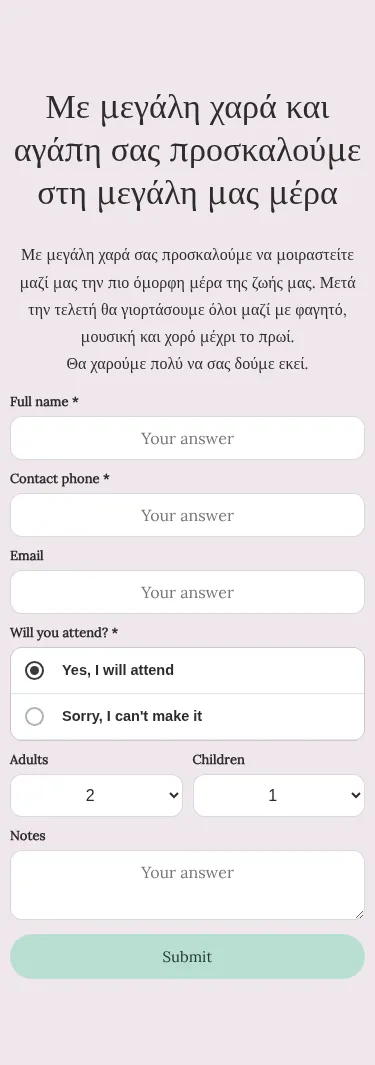 Με μεγάλη χαρά και
αγάπη σας προσκαλούμε
στη μεγάλη μας μέρα
Με μεγάλη χαρά σας προσκαλούμε να μοιραστείτε
μαζί μας την πιο όμορφη μέρα της ζωής μας. Μετά
την τελετή θα γιορτάσουμε όλοι μαζί με φαγητό,
μουσική και χορό μέχρι το πρωί.
Θα χαρούμε πολύ να σας δούμε εκεί.
Full name *
Your answer
Contact phone *
Your answer
Email
Your answer
Will you attend? *
Yes, I will attend
Sorry, I can't make it
Adults Children
2 1
Notes
Your answer
Submit